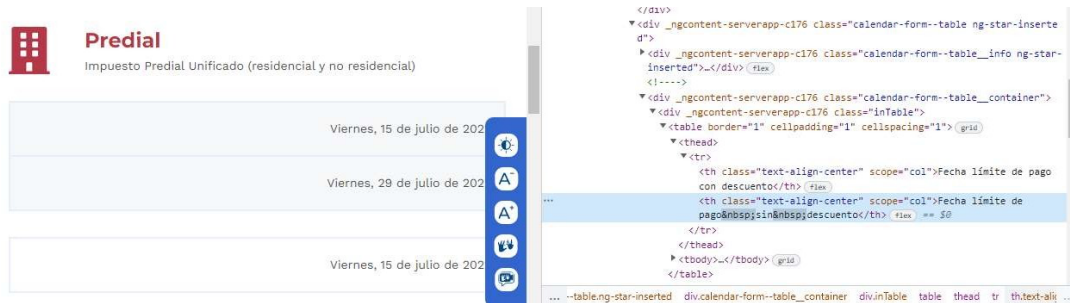 Predial
Impuesto Predial Unificado (residencial y no residencial)
Viernes, 15 de julio de 202
Viernes, 29 de julio de 202
Viernes, 15 de julio de 202
A-
A+
</div>
▼<div _ngcontent-serverapp-c176 class="calendar-form--table ng-star-inserte
d">
▶<div _ngcontent-serverapp-c176 class="calendar-form--table__info ng-star-
inserted">…</div> flex
<!---->
▼<div _ngcontent-serverapp-c176 class="calendar-form--table__container">
▼<div _ngcontent-serverapp-c176 class="inTable">
▼<table border="1" cellpadding="1" cellspacing="1"> grid
▼<thead>
▼<tr>
<th class="text-align-center" scope="col">Fecha límite de pago
con descuento</th> flex
... <th class="text-align-center" scope="col">Fecha límite de
pago&nbsp;sin&nbsp;descuento</th> flex == $0
</tr>
</thead>
▶<tbody>…</tbody> grid
</table>
... --table.ng-star-inserted div.calendar-form--table__container div.inTable table thead tr th.text-alig ...